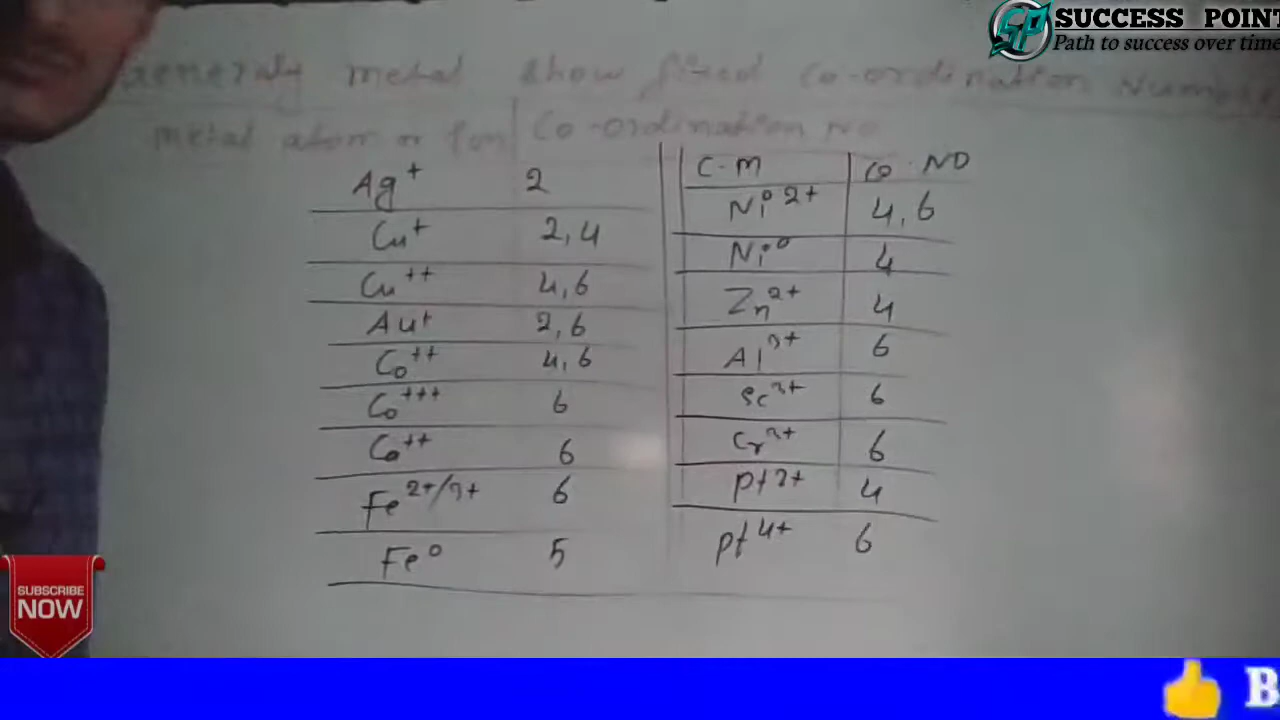 SUCCESS POINT
Path to success over time
Generaly metal show fixed Co-ordination Number
metal atom or Ion Co-ordination no
Ag+ 2
Cu+ 2,4
Cu++ 4,6
Au+ 2,6
Co++ 4,6
Co+++ 6
Co++ 6
Fe2+/3+ 6
Fe0 5
C-M Co-NO
Ni2+ 4,6
Ni0 4
Zn2+ 4
Al3+ 6
Sc3+ 6
Cr3+ 6
Pt2+ 4
Pt4+ 6
SUBSCRIBE
NOW
B